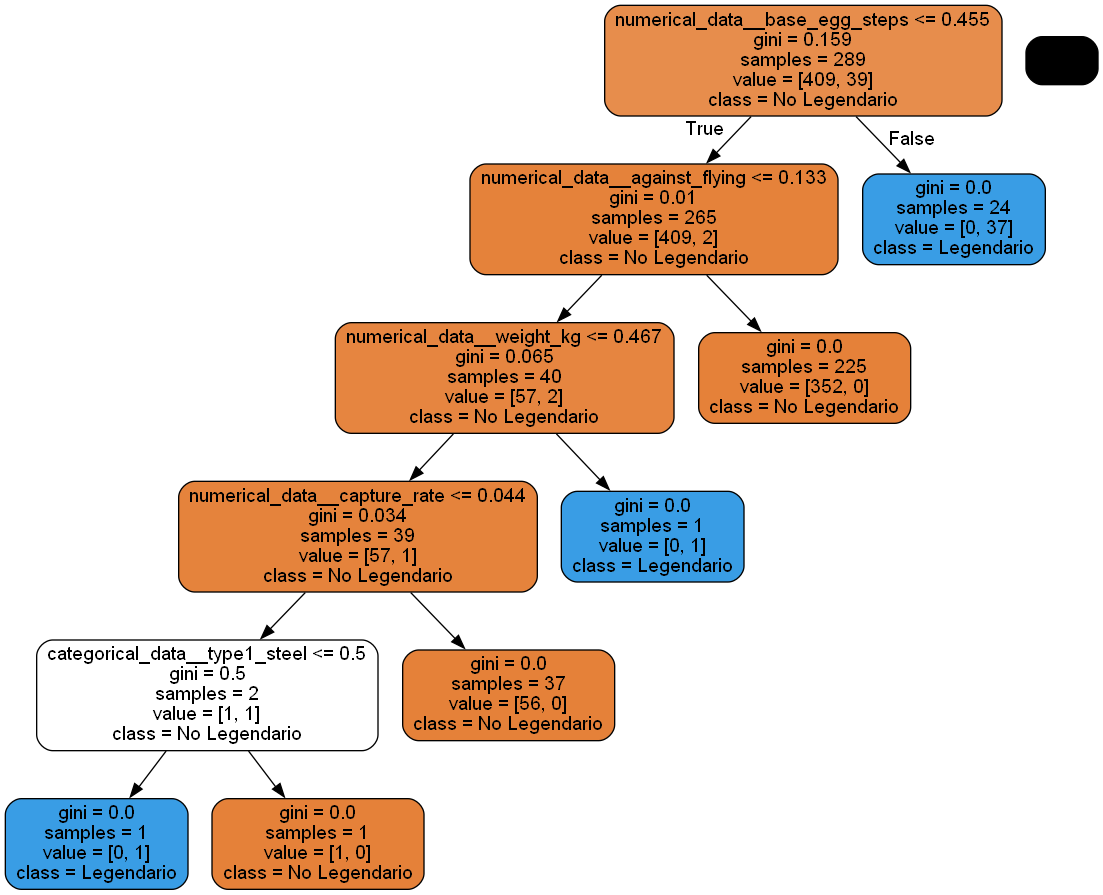 numerical_data__base_egg_steps <= 0.455
gini = 0.159
samples = 289
value = [409, 39]
class = No Legendario
True
False
numerical_data__against_flying <= 0.133
gini = 0.01
samples = 265
value = [409, 2]
class = No Legendario
gini = 0.0
samples = 24
value = [0, 37]
class = Legendario
numerical_data__weight_kg <= 0.467
gini = 0.065
samples = 40
value = [57, 2]
class = No Legendario
gini = 0.0
samples = 225
value = [352, 0]
class = No Legendario
numerical_data__capture_rate <= 0.044
gini = 0.034
samples = 39
value = [57, 1]
class = No Legendario
gini = 0.0
samples = 1
value = [0, 1]
class = Legendario
categorical_data__type1_steel <= 0.5
gini = 0.5
samples = 2
value = [1, 1]
class = No Legendario
gini = 0.0
samples = 37
value = [56, 0]
class = No Legendario
gini = 0.0
samples = 1
value = [0, 1]
class = Legendario
gini = 0.0
samples = 1
value = [1, 0]
class = No Legendario